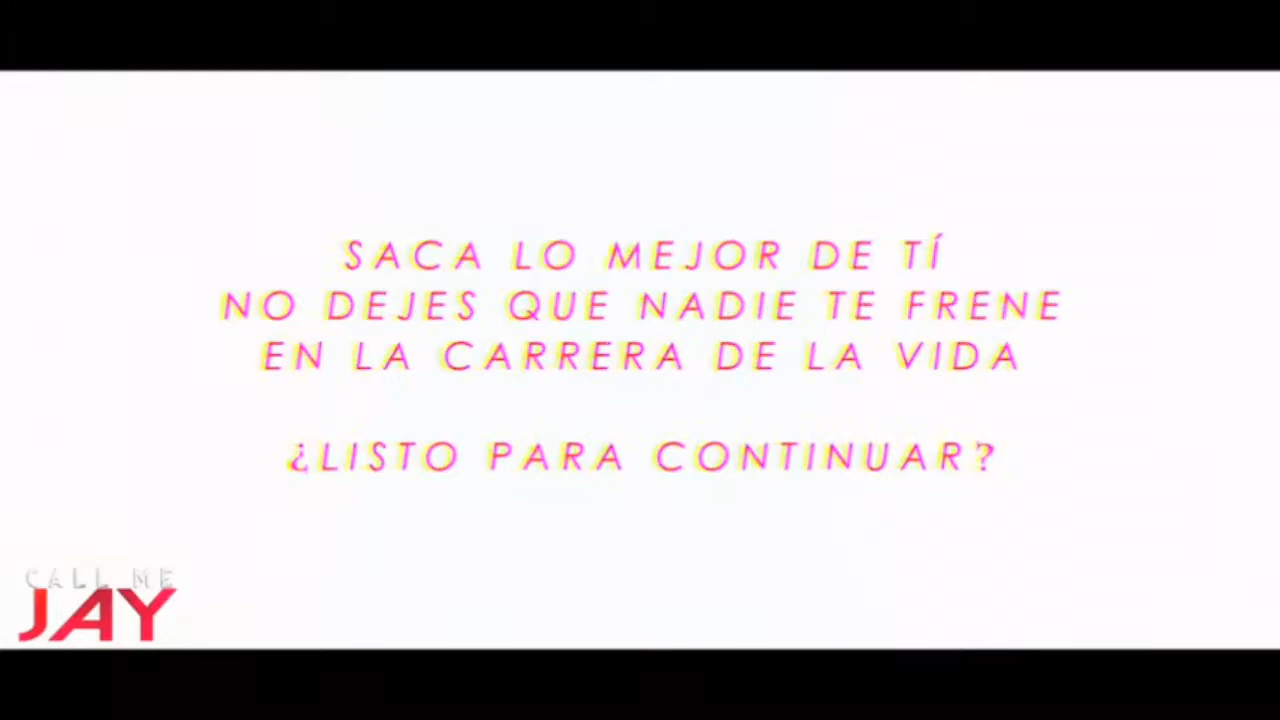 SACA LO MEJOR DE TÍ
NO DEJES QUE NADIE TE FRENE
EN LA CARRERA DE LA VIDA
¿LISTO PARA CONTINUAR?
CALL ME
JAY